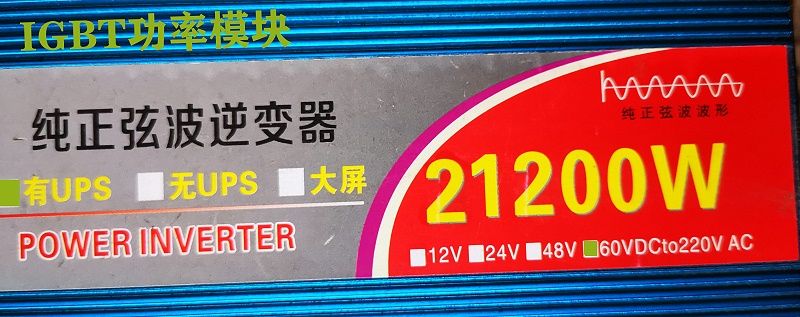 IGBT功率模块
纯正弦波逆变器
纯正弦波波形
有UPS 无UPS 大屏
21200W
POWER INVERTER
12V 24V 48V 60VDCto220V AC